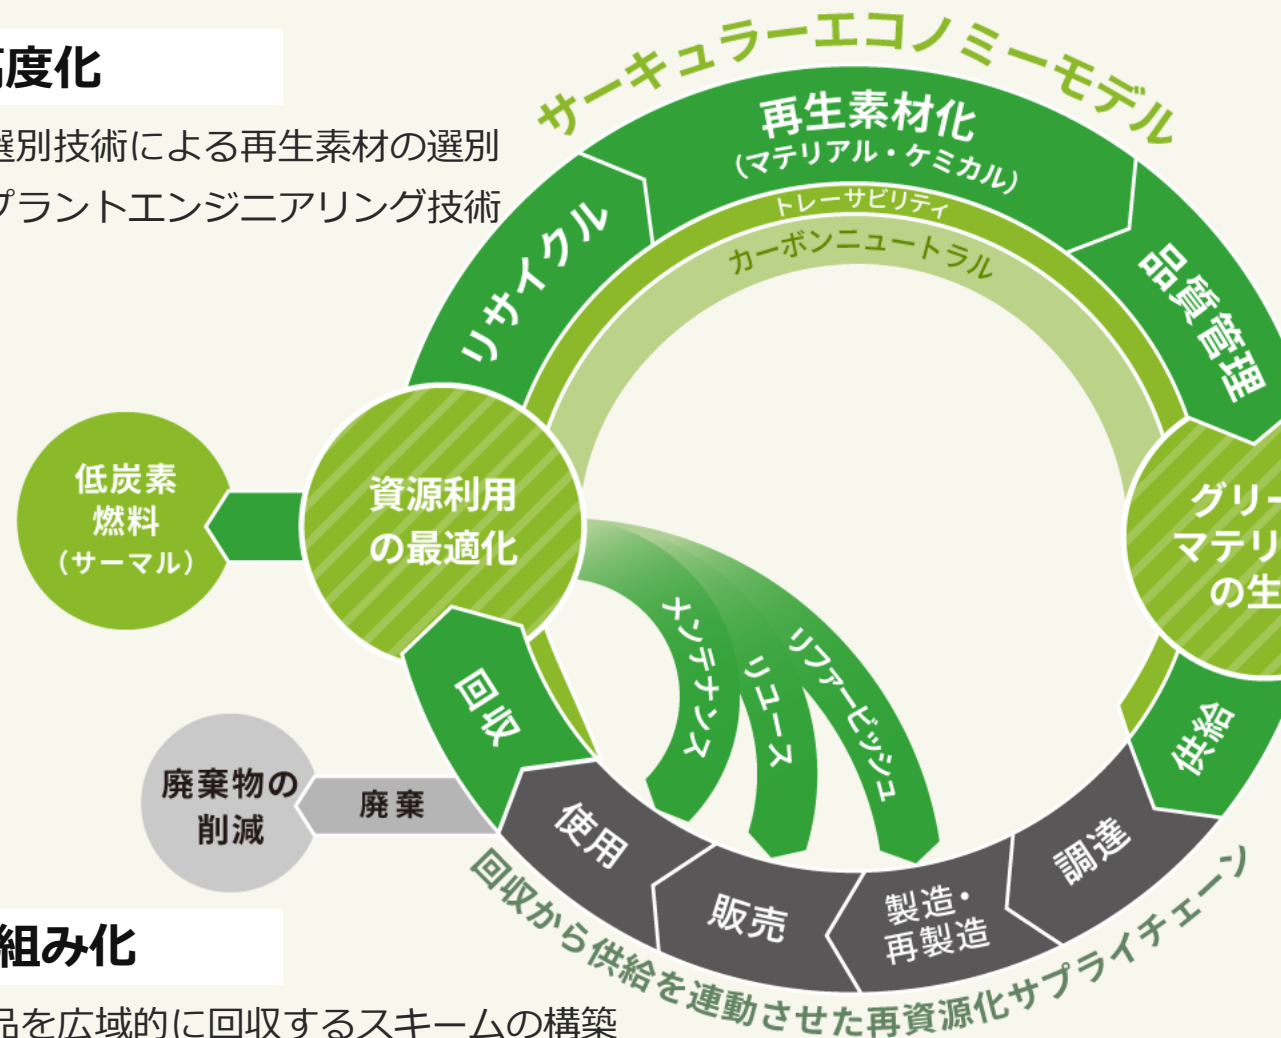 サーキュラーエコノミーモデル
度化
選別技術による再生素材の選別
プラントエンジニアリング技術
再生素材化
（マテリアル・ケミカル）
トレーサビリティ
カーボンニュートラル
リサイクル
品質管理
低炭素
燃料
（サーマル）
資源利用
の最適化
グリー
マテリ
の生
メンテナンス
リユース
リファービッシュ
回収
供給
廃棄物の
削減
廃棄
使用
販売
製造・
再製造
調達
回収から供給を連動させた再資源化サプライチェーン
組み化
品を広域的に回収するスキームの構築